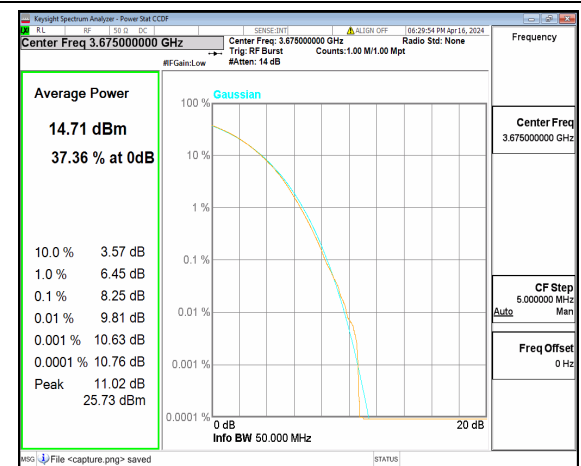 Keysight Spectrum Analyzer - Power Stat CCDF
LXI RL RF 50 Ω DC SENSE:INT ALIGN OFF 06:29:54 PM Apr 16, 2024
Center Freq 3.675000000 GHz
Center Freq: 3.675000000 GHz Radio Std: None
Trig: RF Burst Counts:1.00 M/1.00 Mpt
#IFGain:Low #Atten: 14 dB
Frequency
Average Power
14.71 dBm
37.36 % at 0dB
10.0 % 3.57 dB
1.0 % 6.45 dB
0.1 % 8.25 dB
0.01 % 9.81 dB
0.001 % 10.63 dB
0.0001 % 10.76 dB
Peak 11.02 dB
25.73 dBm
Gaussian
100 %
10 %
1 %
0.1 %
0.01 %
0.001 %
0.0001 %
0 dB 20 dB
Info BW 50.000 MHz
Center Freq
3.675000000 GHz
CF Step
5.000000 MHz
Auto Man
Freq Offset
0 Hz
MSG File <capture.png> saved STATUS